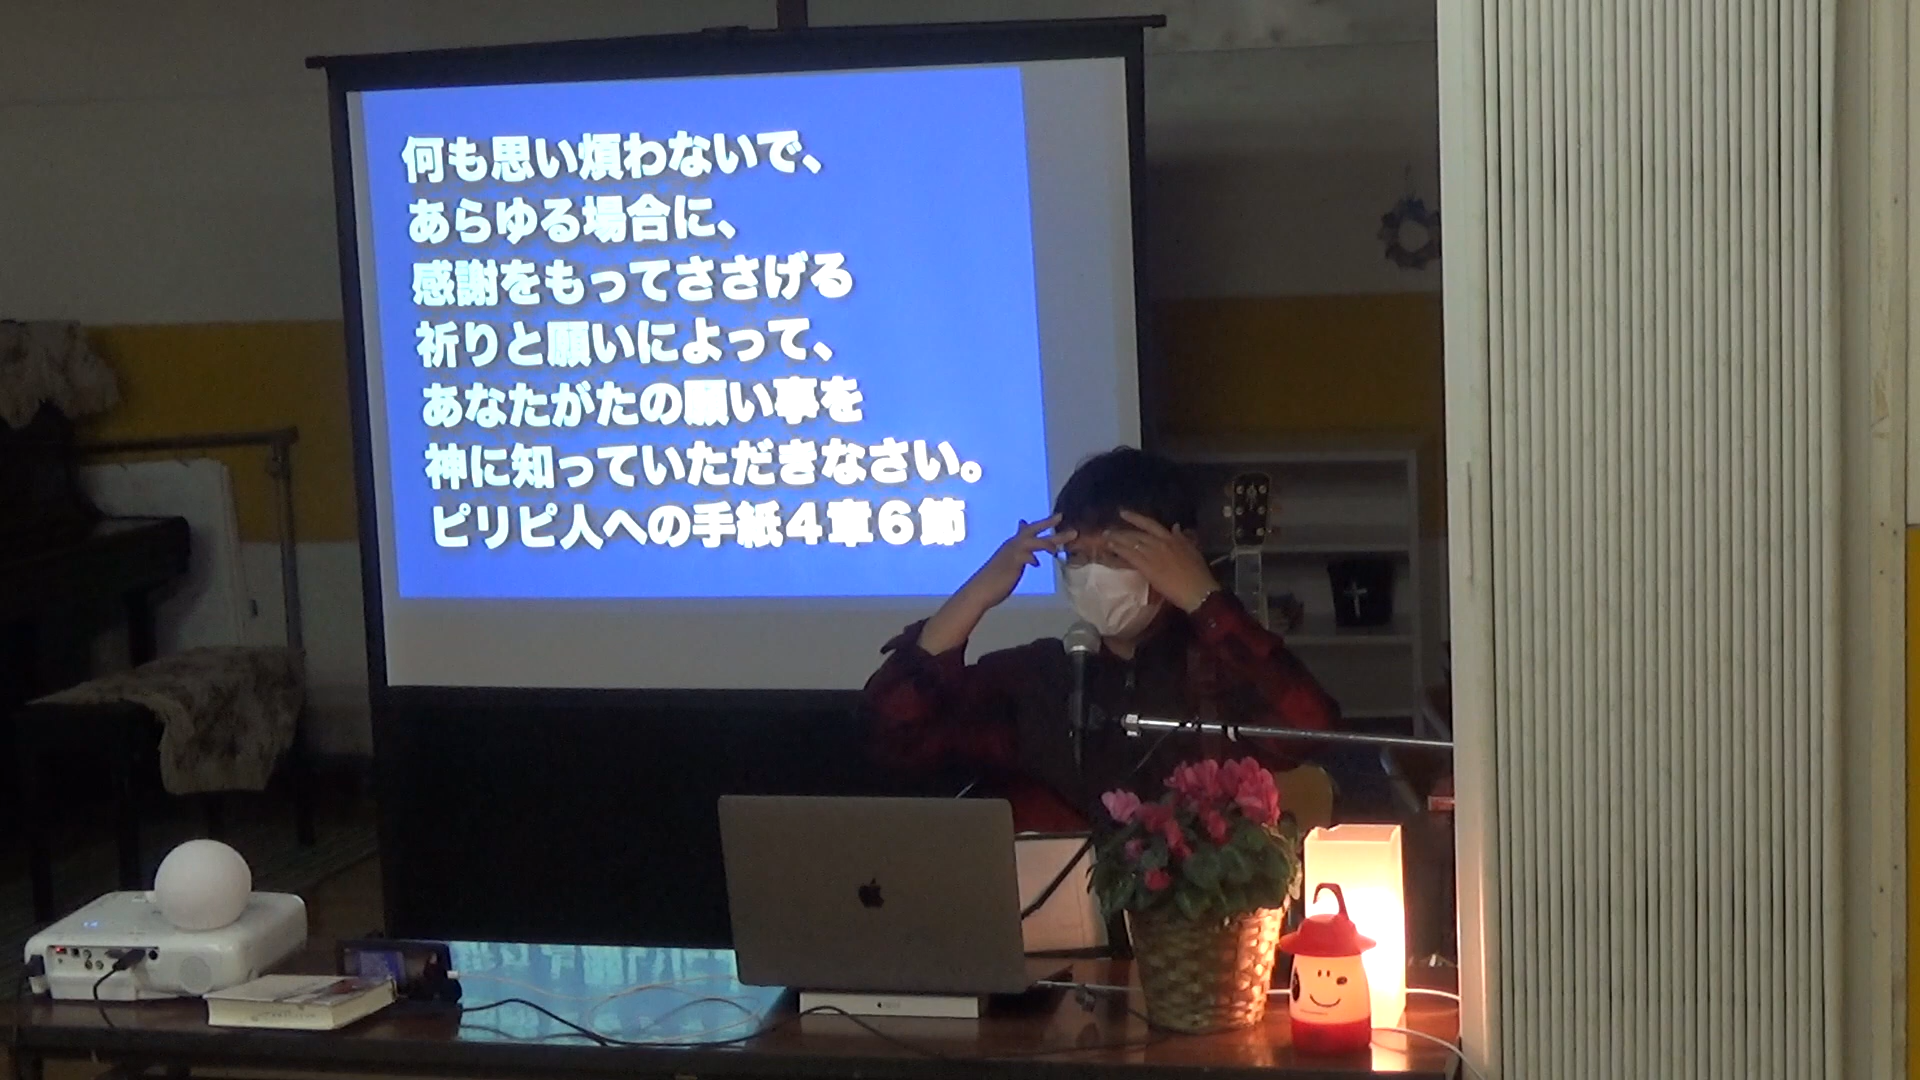 何も思い煩わないで、
あらゆる場合に、
感謝をもってささげる
祈りと願いによって、
あなたがたの願い事を
神に知っていただきなさい。
ピリピ人への手紙４章６節